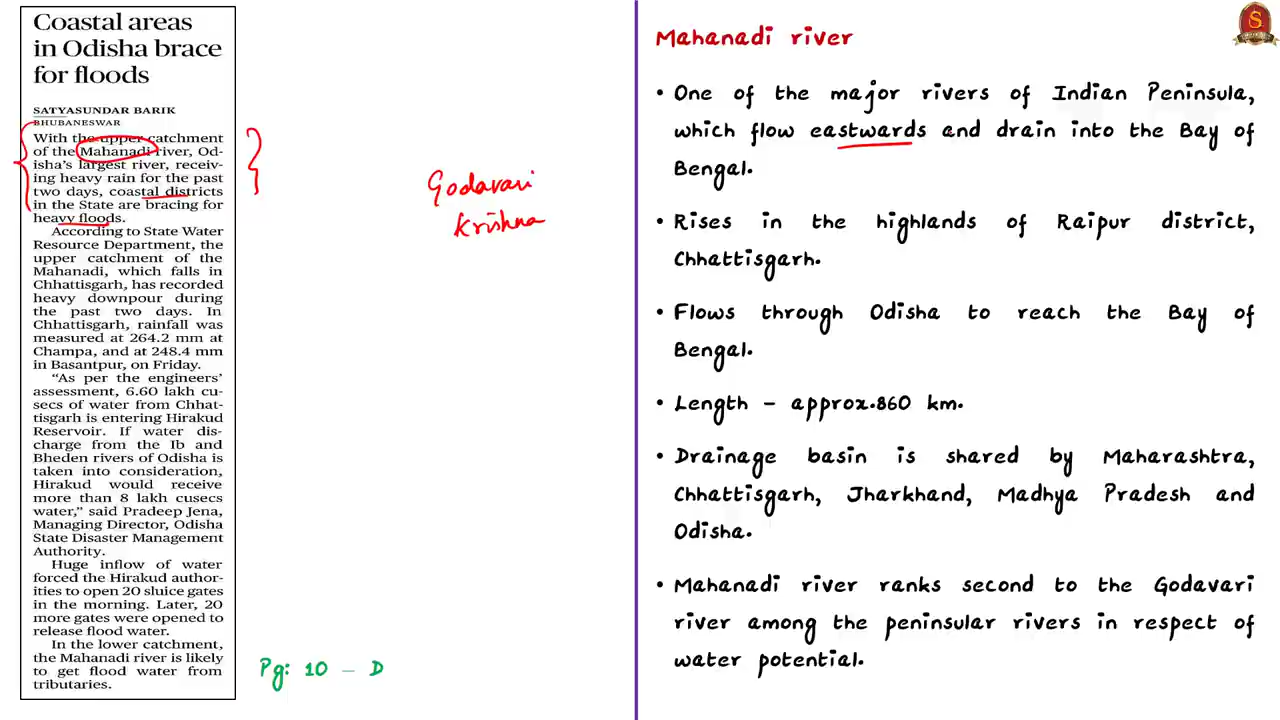 Coastal areas
in Odisha brace
for floods
SATYASUNDAR BARIK
BHUBANESWAR
With the upper catchment
of the Mahanadi river, Od-
isha's largest river, receiv-
ing heavy rain for the past
two days, coastal districts
in the State are bracing for
heavy floods.
According to State Water
Resource Department, the
upper catchment of the
Mahanadi, which falls in
Chhattisgarh, has recorded
heavy downpour during
the past two days. In
Chhattisgarh, rainfall was
measured at 264.2 mm at
Champa, and at 248.4 mm
in Basantpur, on Friday.
"As per the engineers'
assessment, 6.60 lakh cu-
secs of water from Chhat-
tisgarh is entering Hirakud
Reservoir. If water dis-
charge from the Ib and
Bheden rivers of Odisha is
taken into consideration,
Hirakud would receive
more than 8 lakh cusecs
water," said Pradeep Jena,
Managing Director, Odisha
State Disaster Management
Authority.
Huge inflow of water
forced the Hirakud author-
ities to open 20 sluice gates
in the morning. Later, 20
more gates were opened to
release flood water.
In the lower catchment,
the Mahanadi river is likely
to get flood water from
tributaries.
Godavari
Krishna
Pg: 10 – D
Mahanadi river
• One of the major rivers of Indian Peninsula,
which flow eastwards and drain into the Bay of
Bengal.
• Rises in the highlands of Raipur district,
Chhattisgarh.
• Flows through Odisha to reach the Bay of
Bengal.
• Length – approx.860 km.
• Drainage basin is shared by Maharashtra,
Chhattisgarh, Jharkhand, Madhya Pradesh and
Odisha.
• Mahanadi river ranks second to the Godavari
river among the peninsular rivers in respect of
water potential.